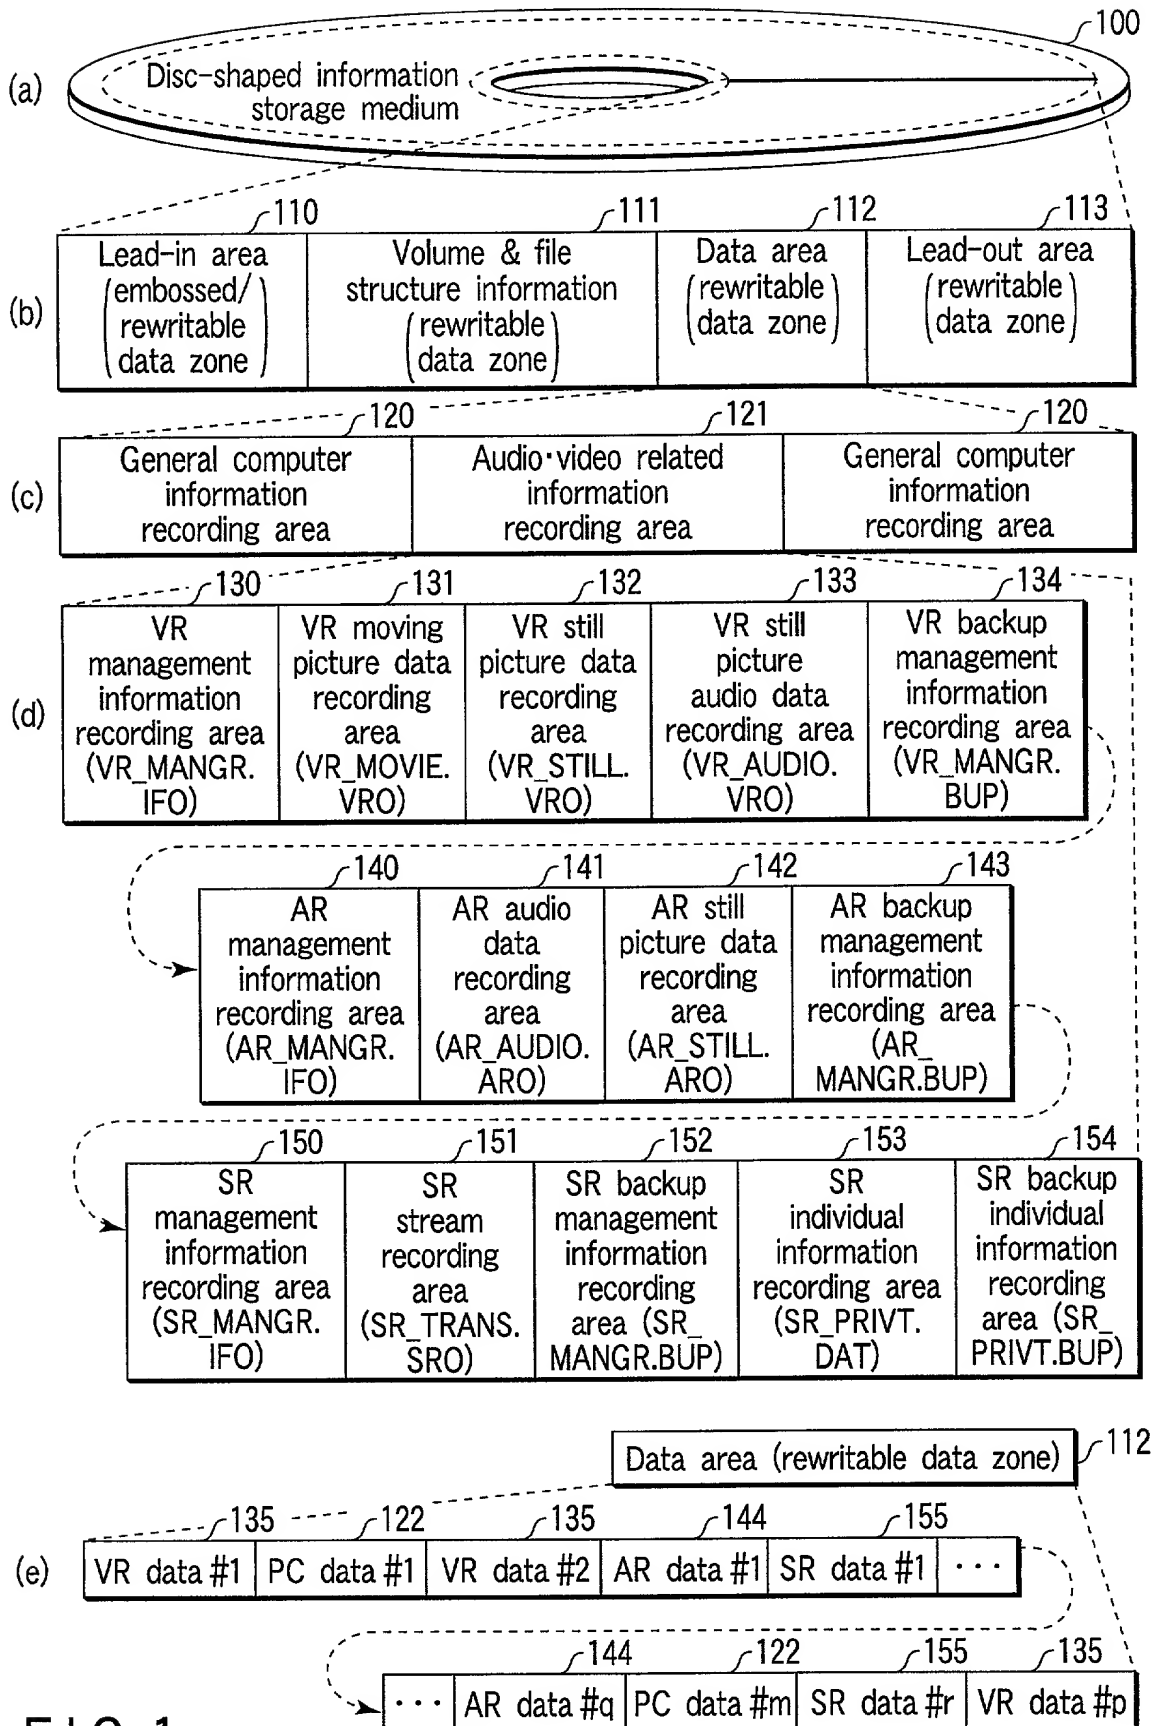 100
(a)
Disc-shaped information
storage medium
110 111 112 113
(b)
Lead-in area
(embossed/
rewritable
data zone)
Volume & file
structure information
(rewritable
data zone)
Data area
(rewritable
data zone)
Lead-out area
(rewritable
data zone)
120 121 120
(c)
General computer
information
recording area
Audio·video related
information
recording area
General computer
information
recording area
130 131 132 133 134
(d)
VR
management
information
recording area
(VR_MANGR.
IFO)
VR moving
picture data
recording
area
(VR_MOVIE.
VRO)
VR still
picture data
recording
area
(VR_STILL.
VRO)
VR still
picture
audio data
recording area
(VR_AUDIO.
VRO)
VR backup
management
information
recording area
(VR_MANGR.
BUP)
140 141 142 143
AR
management
information
recording area
(AR_MANGR.
IFO)
AR audio
data
recording
area
(AR_AUDIO.
ARO)
AR still
picture data
recording
area
(AR_STILL.
ARO)
AR backup
management
information
recording area
(AR_
MANGR.BUP)
150 151 152 153 154
SR
management
information
recording area
(SR_MANGR.
IFO)
SR
stream
recording
area
(SR_TRANS.
SRO)
SR backup
management
information
recording
area (SR_
MANGR.BUP)
SR
individual
information
recording area
(SR_PRIVT.
DAT)
SR backup
individual
information
recording
area (SR_
PRIVT.BUP)
Data area (rewritable data zone)
112
135 122 135 144 155
(e)
VR data #1 PC data #1 VR data #2 AR data #1 SR data #1 ···
144 122 155 135
··· AR data #q PC data #m SR data #r VR data #p
FIG. 1